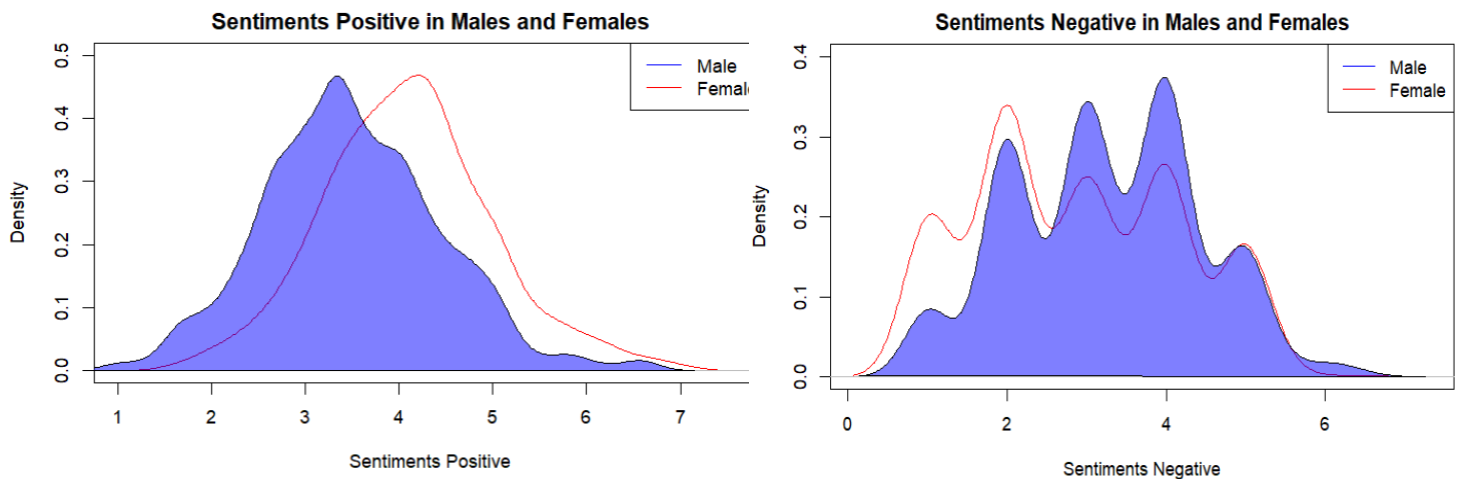 Sentiments Positive in Males and Females
Male
Femal
0.5
0.4
0.3
0.2
0.1
0.0
Density
1 2 3 4 5 6 7
Sentiments Positive
Sentiments Negative in Males and Females
Male
Female
0.4
0.3
0.2
0.1
0.0
Density
0 2 4 6
Sentiments Negative